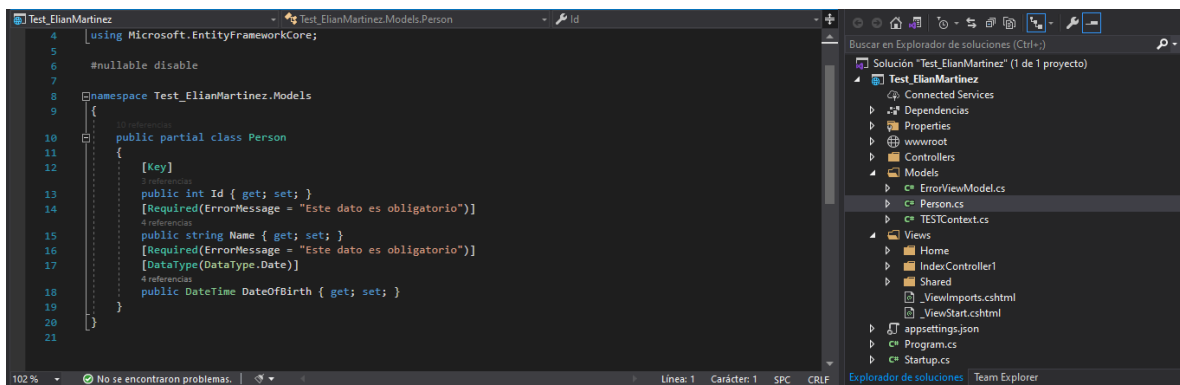 Test_ElianMartinez
Test_ElianMartinez.Models.Person
Id
4 using Microsoft.EntityFrameworkCore;
5
6 #nullable disable
7
8 namespace Test_ElianMartinez.Models
9 {
10 referencias
10 public partial class Person
11 {
12 [Key]
3 referencias
13 public int Id { get; set; }
14 [Required(ErrorMessage = "Este dato es obligatorio")]
4 referencias
15 public string Name { get; set; }
16 [Required(ErrorMessage = "Este dato es obligatorio")]
17 [DataType(DataType.Date)]
4 referencias
18 public DateTime DateOfBirth { get; set; }
19 }
20 }
21
102 % No se encontraron problemas. Línea: 1 Carácter: 1 SPC CRLF
Buscar en Explorador de soluciones (Ctrl+;)
Solución "Test_ElianMartinez" (1 de 1 proyecto)
Test_ElianMartinez
Connected Services
Dependencias
Properties
wwwroot
Controllers
Models
C# ErrorViewModel.cs
C# Person.cs
C# TESTContext.cs
Views
Home
IndexController1
Shared
_ViewImports.cshtml
_ViewStart.cshtml
appsettings.json
C# Program.cs
C# Startup.cs
Explorador de soluciones Team Explorer